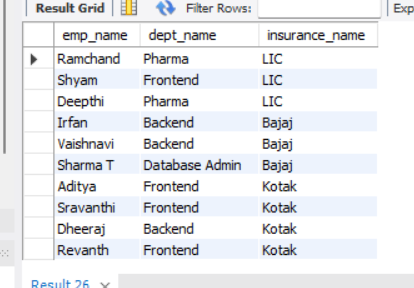 Result Grid Filter Rows: Exp
emp_name dept_name insurance_name
Ramchand Pharma LIC
Shyam Frontend LIC
Deepthi Pharma LIC
Irfan Backend Bajaj
Vaishnavi Backend Bajaj
Sharma T Database Admin Bajaj
Aditya Frontend Kotak
Sravanthi Frontend Kotak
Dheeraj Backend Kotak
Revanth Frontend Kotak
Result 26